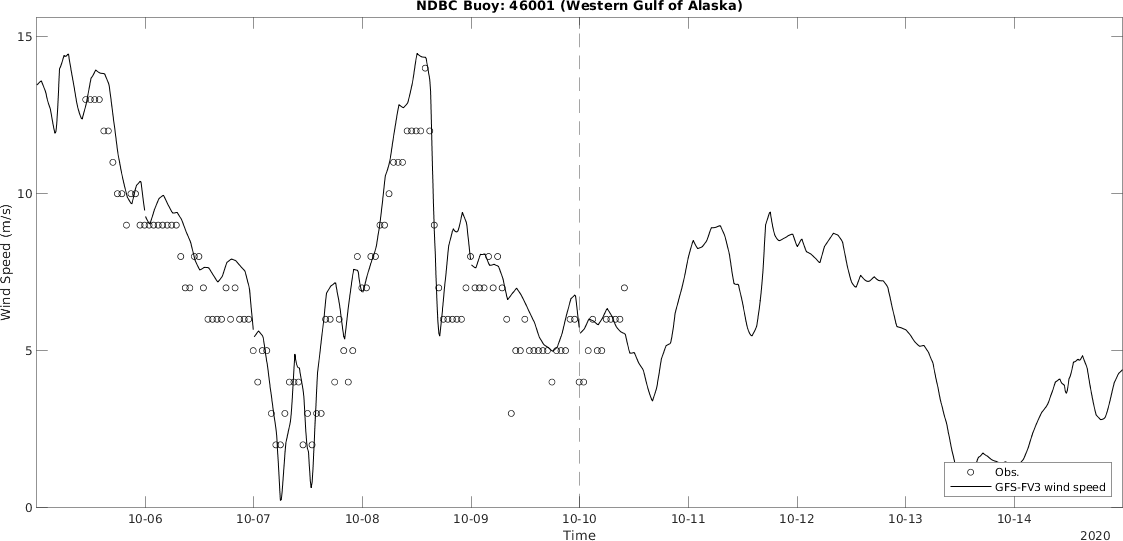 NDBC Buoy: 46001 (Western Gulf of Alaska)
15
10
5
0
Wind Speed (m/s)
10-06 10-07 10-08 10-09 10-10 10-11 10-12 10-13 10-14
Time
2020
Obs.
GFS-FV3 wind speed